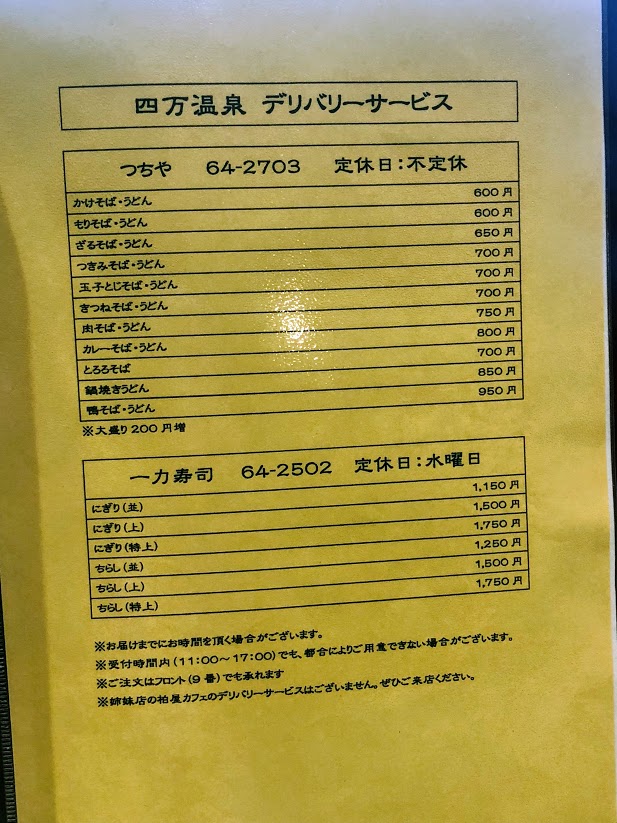 四万温泉 デリバリーサービス
つちや 64-2703 定休日:不定休
かけそば・うどん 600円
もりそば・うどん 600円
ざるそば・うどん 650円
つきみそば・うどん 700円
玉子とじそば・うどん 700円
きつねそば・うどん 700円
肉そば・うどん 750円
カレーそば・うどん 800円
とろろそば 700円
鍋焼きうどん 850円
鴨そば・うどん 950円
※大盛り200円増
一力寿司 64-2502 定休日:水曜日
にぎり(並) 1,150円
にぎり(上) 1,500円
にぎり(特上) 1,750円
ちらし(並) 1,250円
ちらし(上) 1,500円
ちらし(特上) 1,750円
※お届けまでにお時間を頂く場合がございます。
※受付時間内(11:00~17:00)でも、都合によりご用意できない場合がございます。
※ご注文はフロント(9番)でも承れます
※姉妹店の柏屋カフェのデリバリーサービスはございません。ぜひご来店ください。